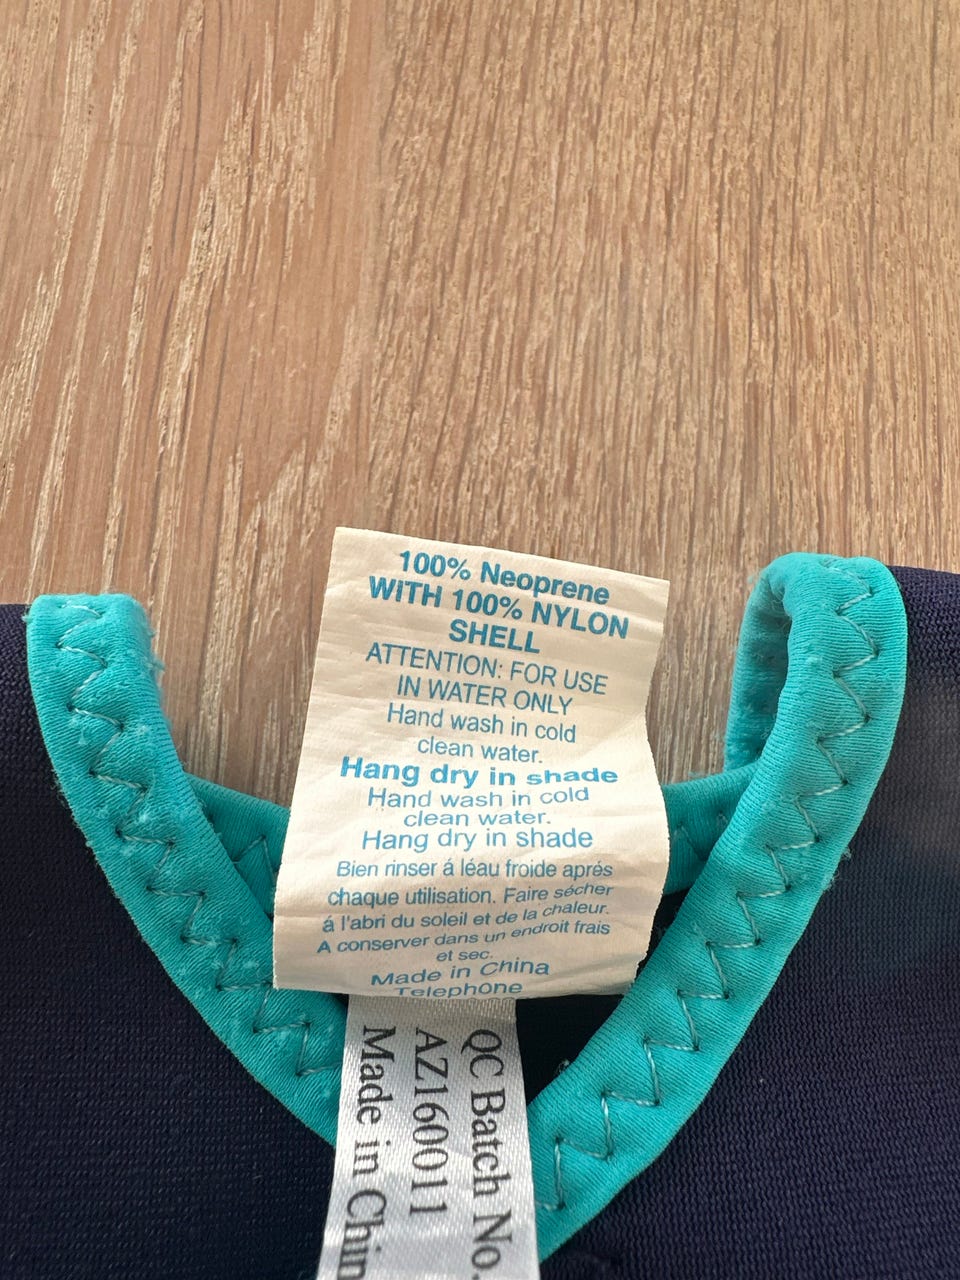 100% Neoprene
WITH 100% NYLON
SHELL
ATTENTION: FOR USE
IN WATER ONLY
Hand wash in cold
clean water.
Hang dry in shade
Hand wash in cold
clean water.
Hang dry in shade
Bien rinser á léau froide aprés
chaque utilisation. Faire sécher
á l'abri du soleil et de la chaleur.
A conserver dans un endroit frais
et sec.
Made in China
Telephone
QC Batch No.
AZ160011
Made in Chin